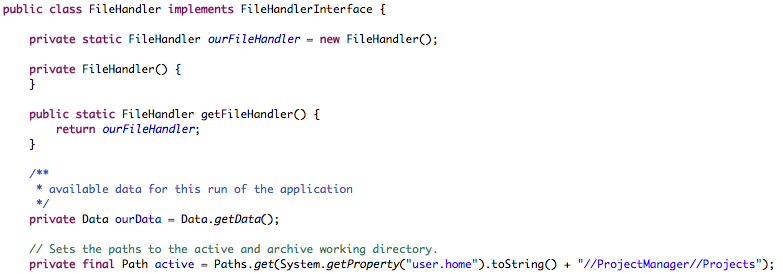 public class FileHandler implements FileHandlerInterface {
private static FileHandler ourFileHandler = new FileHandler();
private FileHandler() {
}
public static FileHandler getFileHandler() {
return ourFileHandler;
}
/**
* available data for this run of the application
*/
private Data ourData = Data.getData();
// Sets the paths to the active and archive working directory.
private final Path active = Paths.get(System.getProperty("user.home").toString() + "//ProjectManager//Projects");